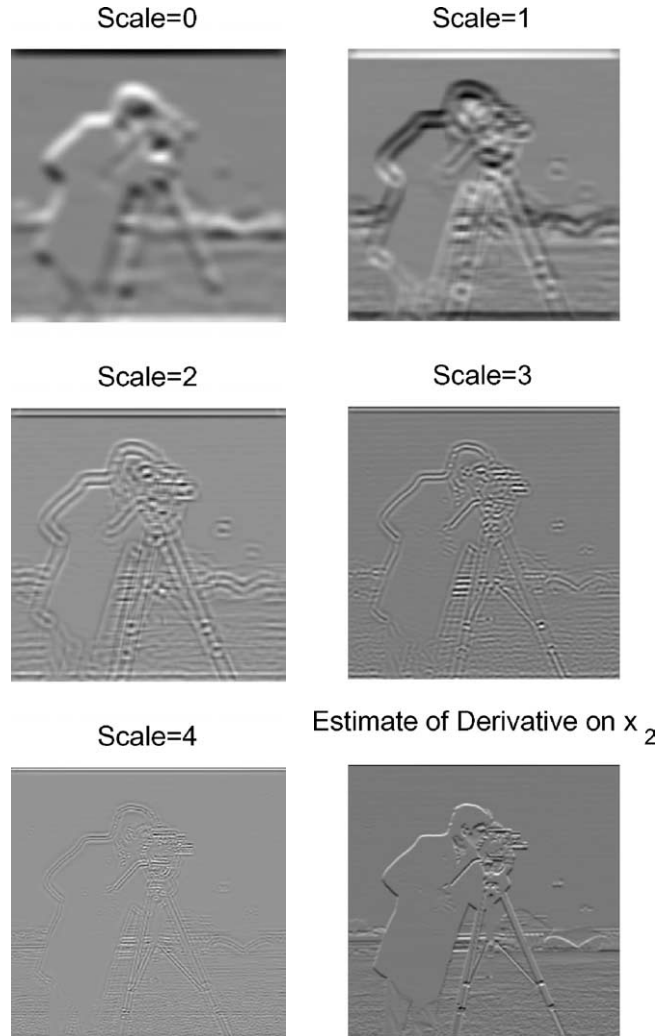 Scale=0
Scale=1
Scale=2
Scale=3
Scale=4
Estimate of Derivative on x 2